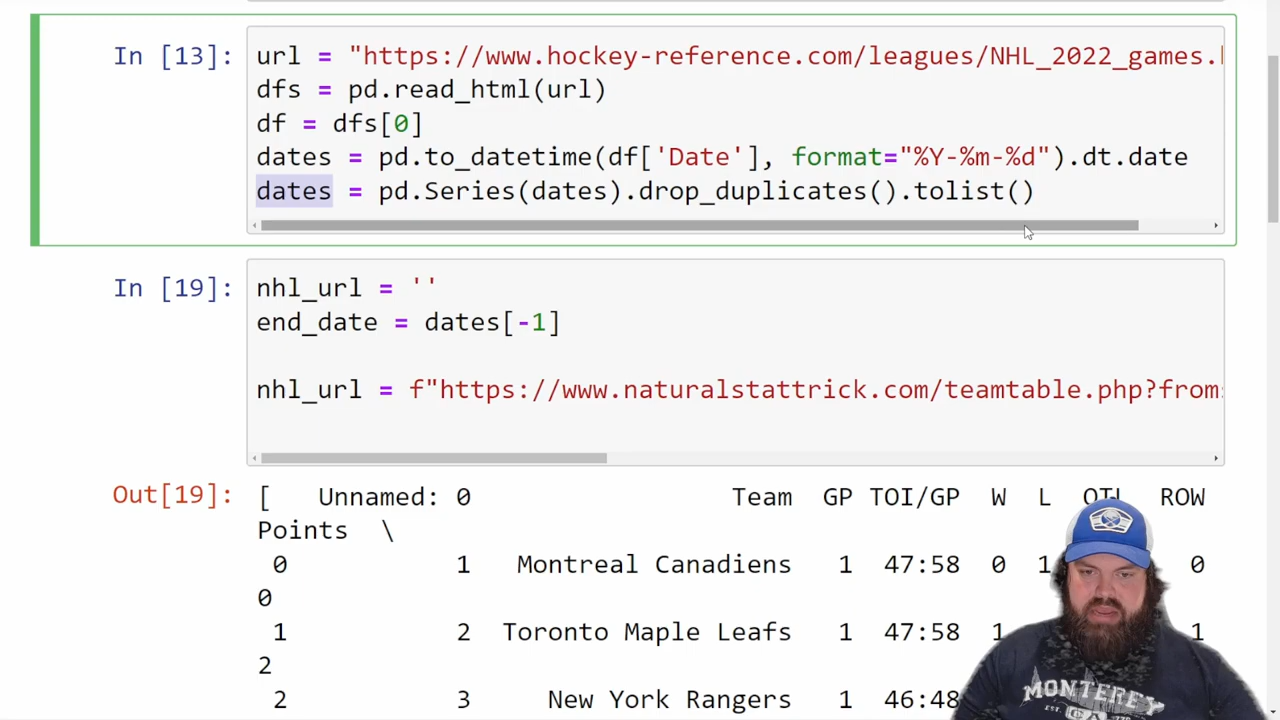 In [13]:
url = "https://www.hockey-reference.com/leagues/NHL_2022_games.
dfs = pd.read_html(url)
df = dfs[0]
dates = pd.to_datetime(df['Date'], format="%Y-%m-%d").dt.date
dates = pd.Series(dates).drop_duplicates().tolist()
In [19]:
nhl_url = ''
end_date = dates[-1]
nhl_url = f"https://www.naturalstattrick.com/teamtable.php?from
Out[19]:
[ Unnamed: 0 Team GP TOI/GP W L OTL ROW
Points \
0 1 Montreal Canadiens 1 47:58 0 1 0
0
1 2 Toronto Maple Leafs 1 47:58 1 1
2
2 3 New York Rangers 1 46:48
MONTEREY